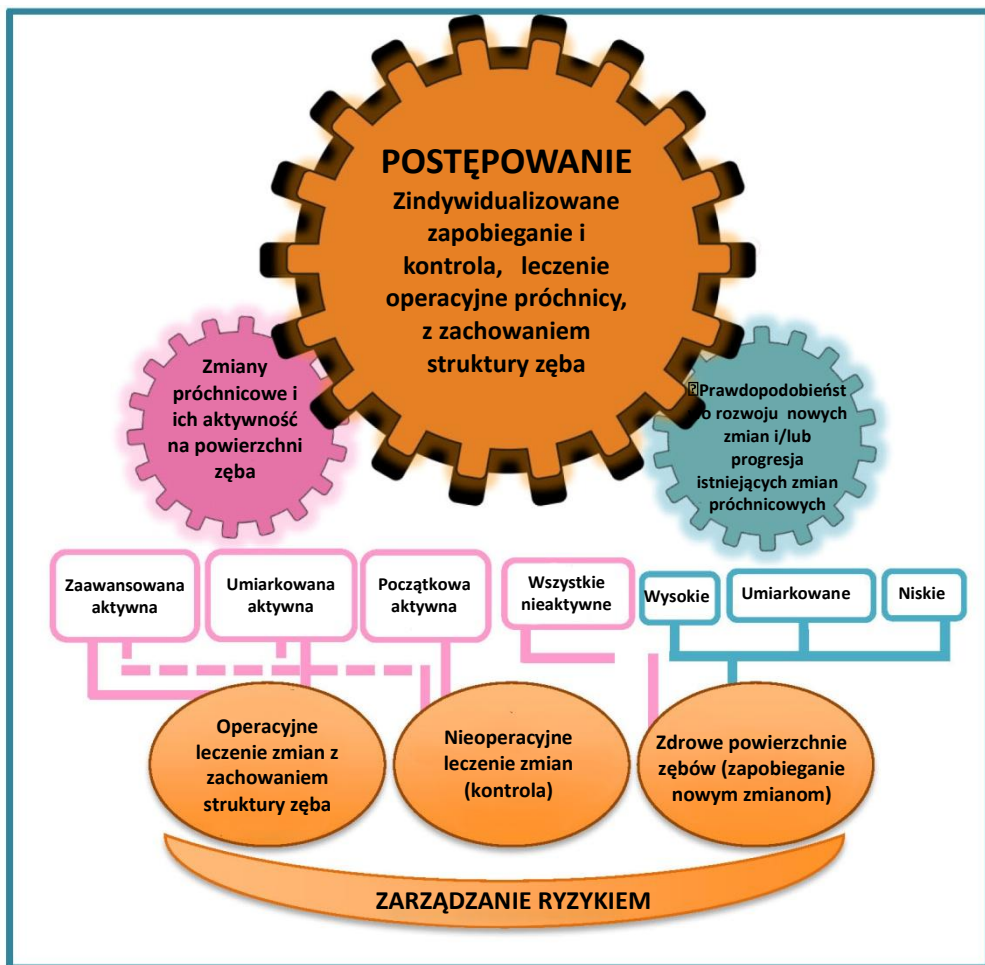 POSTĘPOWANIE
Zindywidualizowane
zapobieganie i
kontrola, leczenie
operacyjne próchnicy,
z zachowaniem
struktury zęba
Zmiany
próchnicowe i
ich aktywność
na powierzchni
zęba
Prawdopodobieńst
o rozwoju nowych
zmian i/lub
progresja
istniejących zmian
próchnicowych
Zaawansowana
aktywna
Umiarkowana
aktywna
Początkowa
aktywna
Wszystkie
nieaktywne
Wysokie
Umiarkowane
Niskie
Operacyjne
leczenie zmian z
zachowaniem
struktury zęba
Nieoperacyjne
leczenie zmian
(kontrola)
Zdrowe powierzchnie
zębów (zapobieganie
nowym zmianom)
ZARZĄDZANIE RYZYKIEM